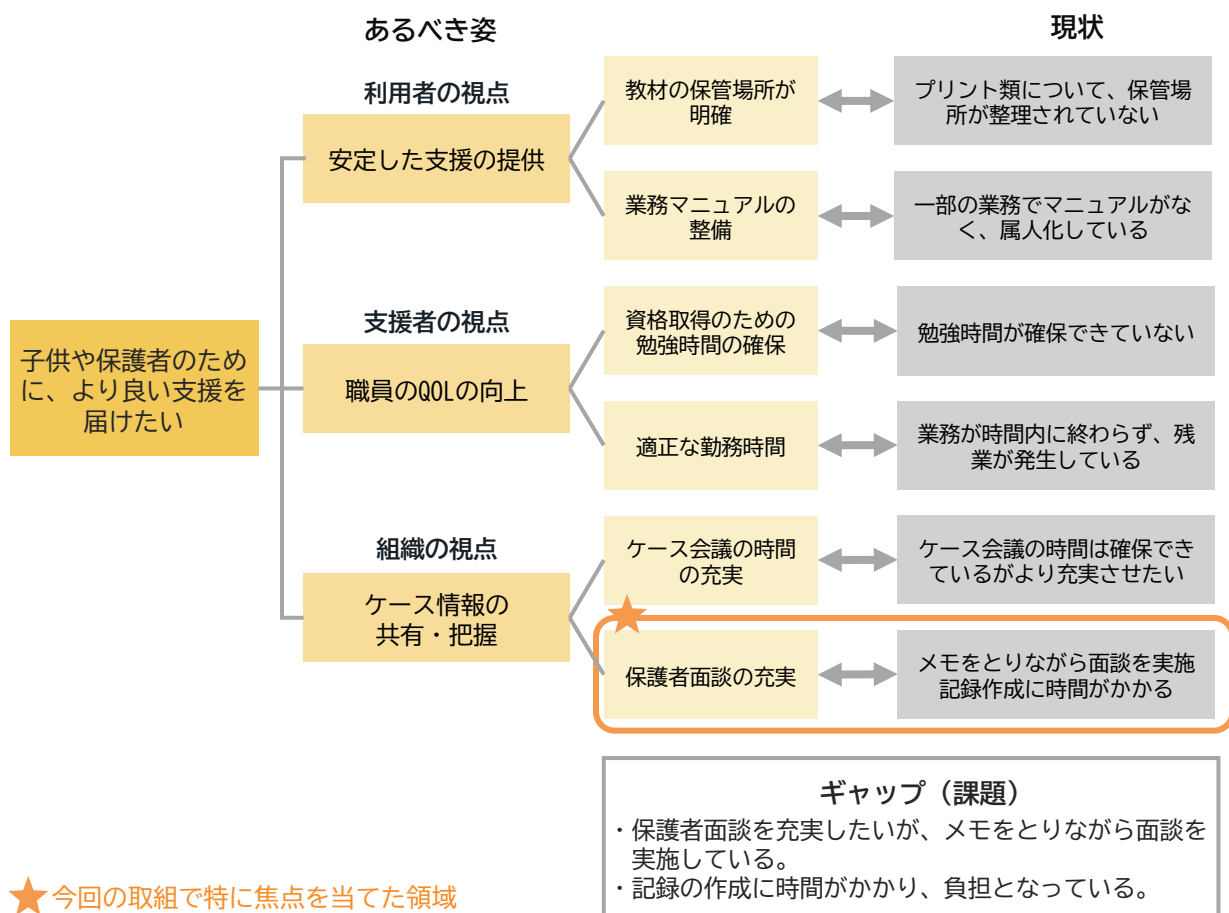 あるべき姿
現状
利用者の視点
安定した支援の提供
教材の保管場所が
明確
プリント類について、保管場
所が整理されていない
業務マニュアルの
整備
一部の業務でマニュアルがな
く、属人化している
子供や保護者のため
に、より良い支援を
届けたい
支援者の視点
職員のQOLの向上
資格取得のための
勉強時間の確保
勉強時間が確保できていない
適正な勤務時間
業務が時間内に終わらず、残
業が発生している
組織の視点
ケース情報の
共有・把握
ケース会議の時間
の充実
ケース会議の時間は確保でき
ているがより充実させたい
保護者面談の充実
メモをとりながら面談を実施
記録作成に時間がかかる
ギャップ（課題）
・保護者面談を充実したいが、メモをとりながら面談を
実施している。
・記録の作成に時間がかかり、負担となっている。
今回の取組で特に焦点を当てた領域